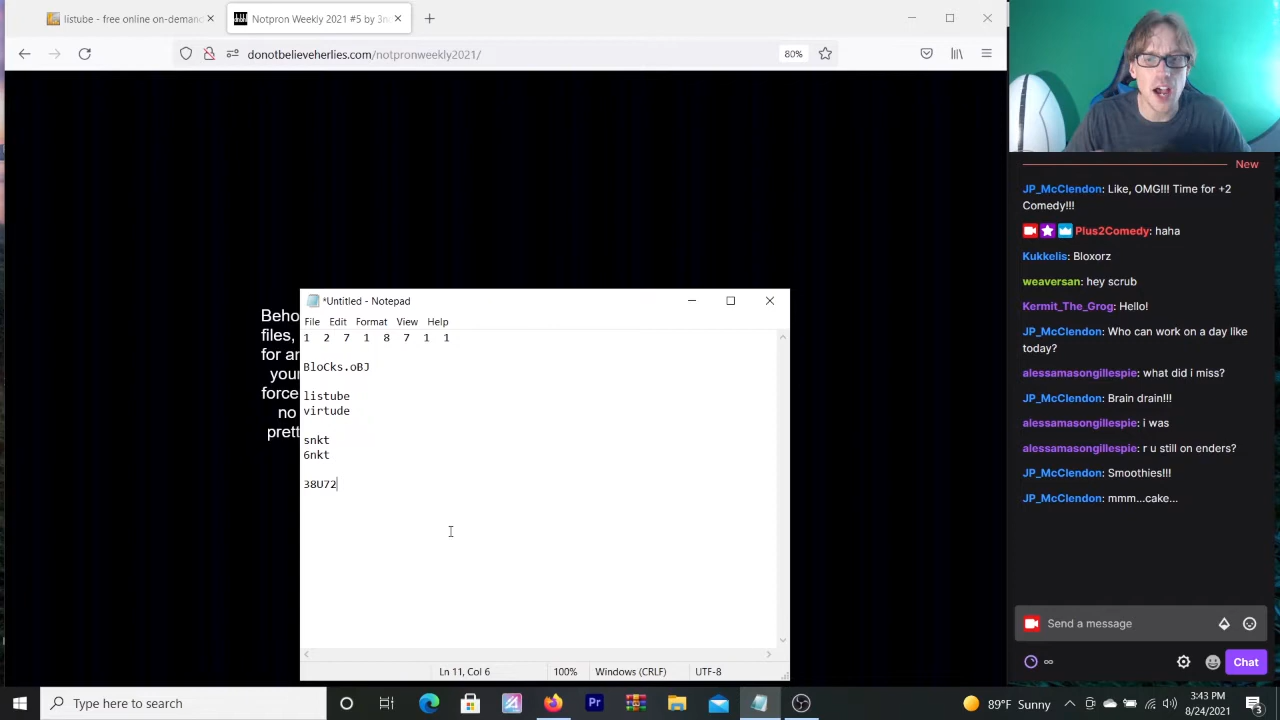 listube - free online on-demand
Notpron Weekly 2021 #5 by 3n
donotbelieveherlies.com/notpronweekly2021/
80%
*Untitled - Notepad
File Edit Format View Help
1 2 7 1 8 7 1 1
BloCks.oBJ
listube
virtude
snkt
6nkt
38U72
Beho
files,
for an
your
force
no
prett
Ln 11, Col 6
100%
Windows (CRLF)
UTF-8
New
JP_McClendon: Like, OMG!!! Time for +2
Comedy!!!
Plus2Comedy: haha
Kukkelis: Bloxorz
weaversan: hey scrub
Kermit_The_Grog: Hello!
JP_McClendon: Who can work on a day like
today?
alessamasongillespie: what did i miss?
JP_McClendon: Brain drain!!!
alessamasongillespie: i was
alessamasongillespie: r u still on enders?
JP_McClendon: Smoothies!!!
JP_McClendon: mmm...cake...
Send a message
Chat
Type here to search
Pr
89°F Sunny
3:43 PM
8/24/2021
3